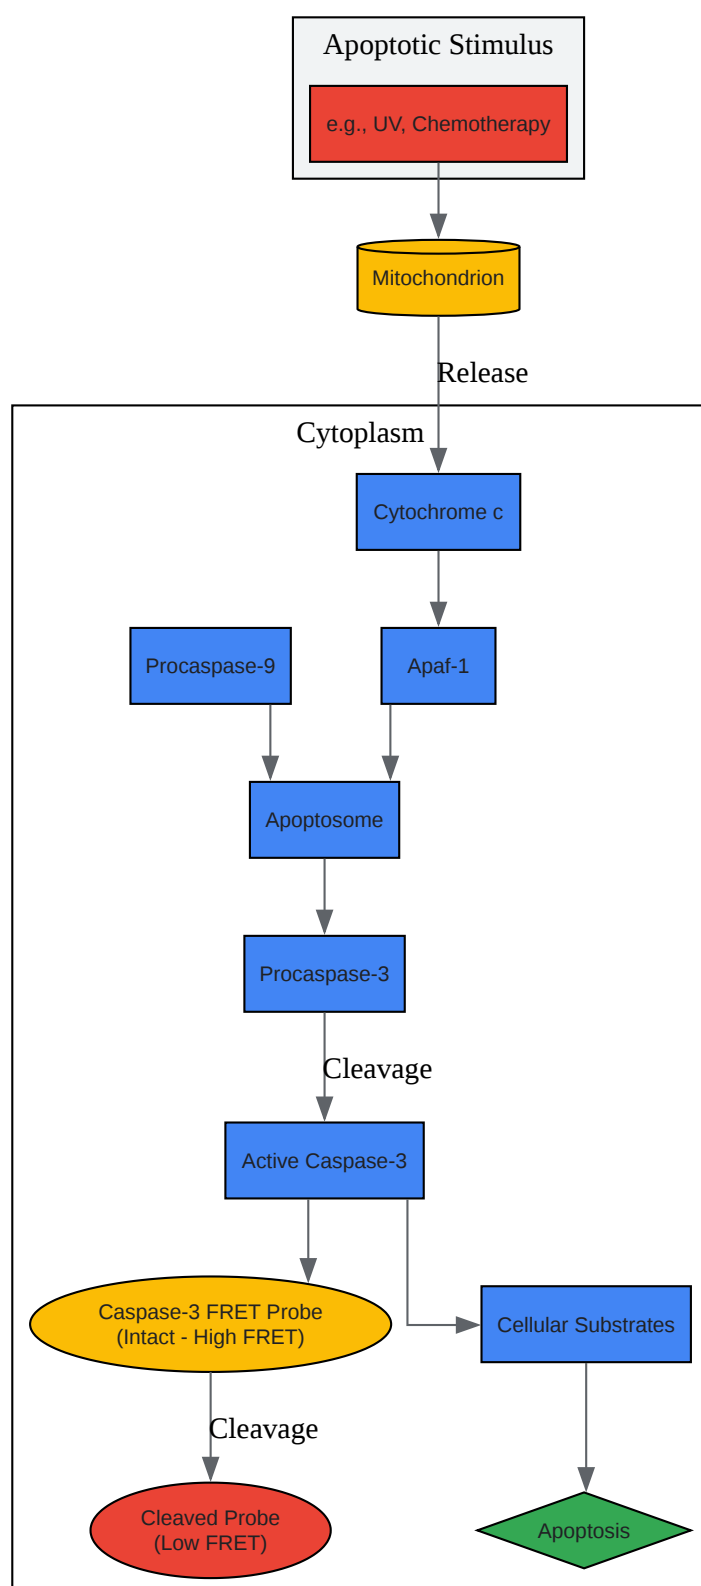 Apoptotic Stimulus
e.g., UV, Chemotherapy
Mitochondrion
Release
Cytoplasm
Cytochrome c
Procaspase-9
Apaf-1
Apoptosome
Procaspase-3
Cleavage
Active Caspase-3
Caspase-3 FRET Probe
(Intact - High FRET)
Cellular Substrates
Cleavage
Cleaved Probe
(Low FRET)
Apoptosis